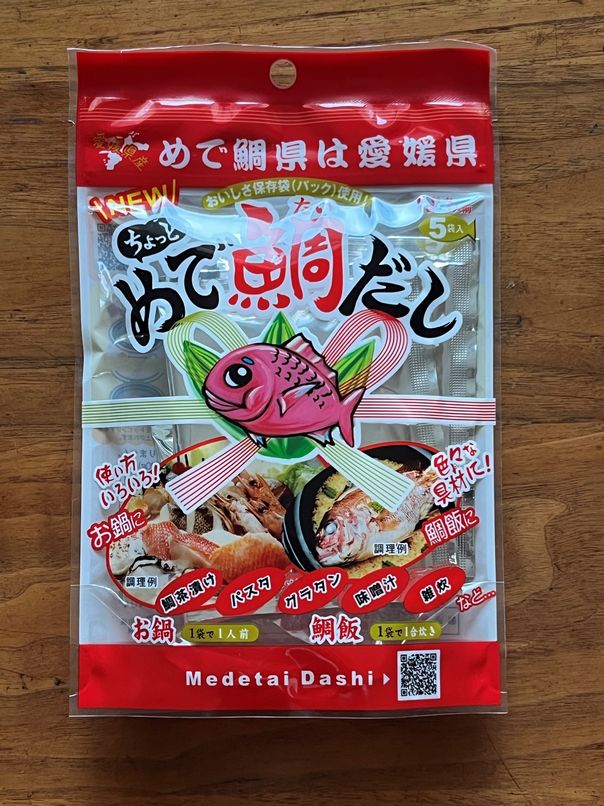 愛媛県産
めで鯛県は愛媛県
NEW
おいしさ保存袋(パック)使用!
5袋入
ちょっと
たい
めで鯛だし
使い方
いろいろ!
色々な
具材に!
お鍋に
鯛飯に
調理例
調理例
鯛茶漬け
パスタ
グラタン
味噌汁
雑炊
など…
お鍋
1袋で1人前
鯛飯
1袋で1合炊き
Medetai Dashi